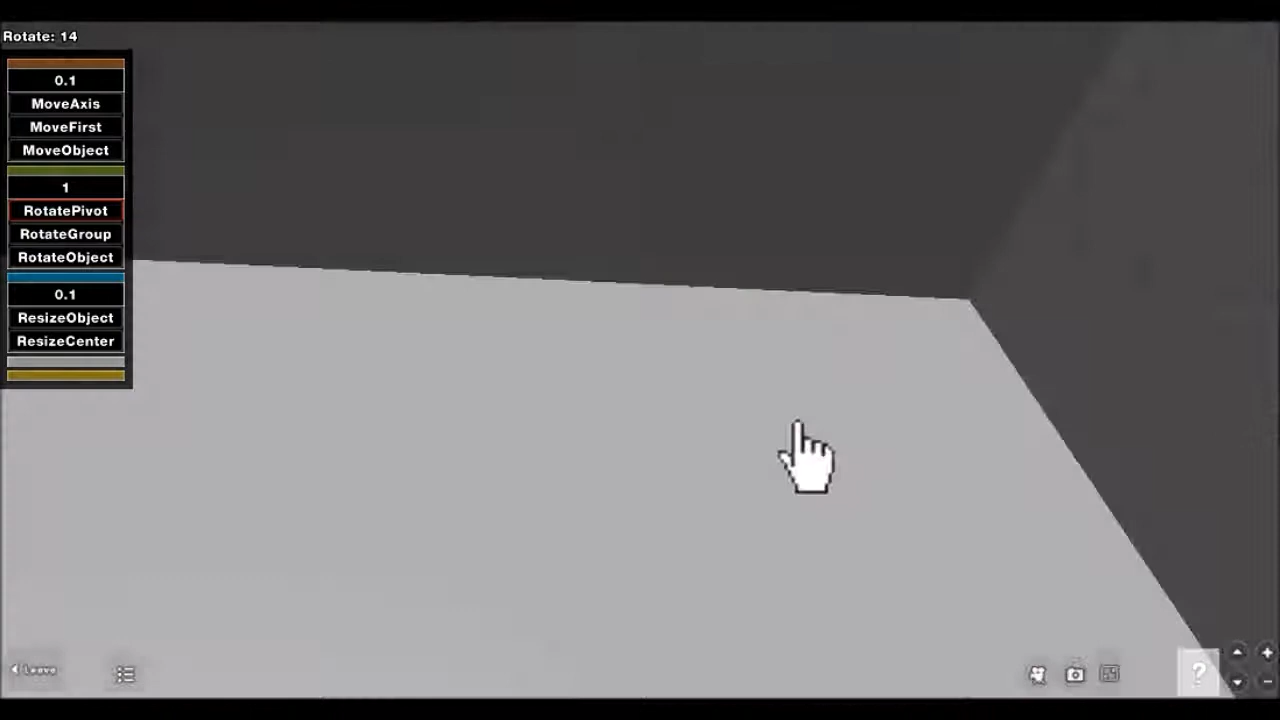 Rotate: 14
0.1
MoveAxis
MoveFirst
MoveObject
1
RotatePivot
RotateGroup
RotateObject
0.1
ResizeObject
ResizeCenter
Leave
?